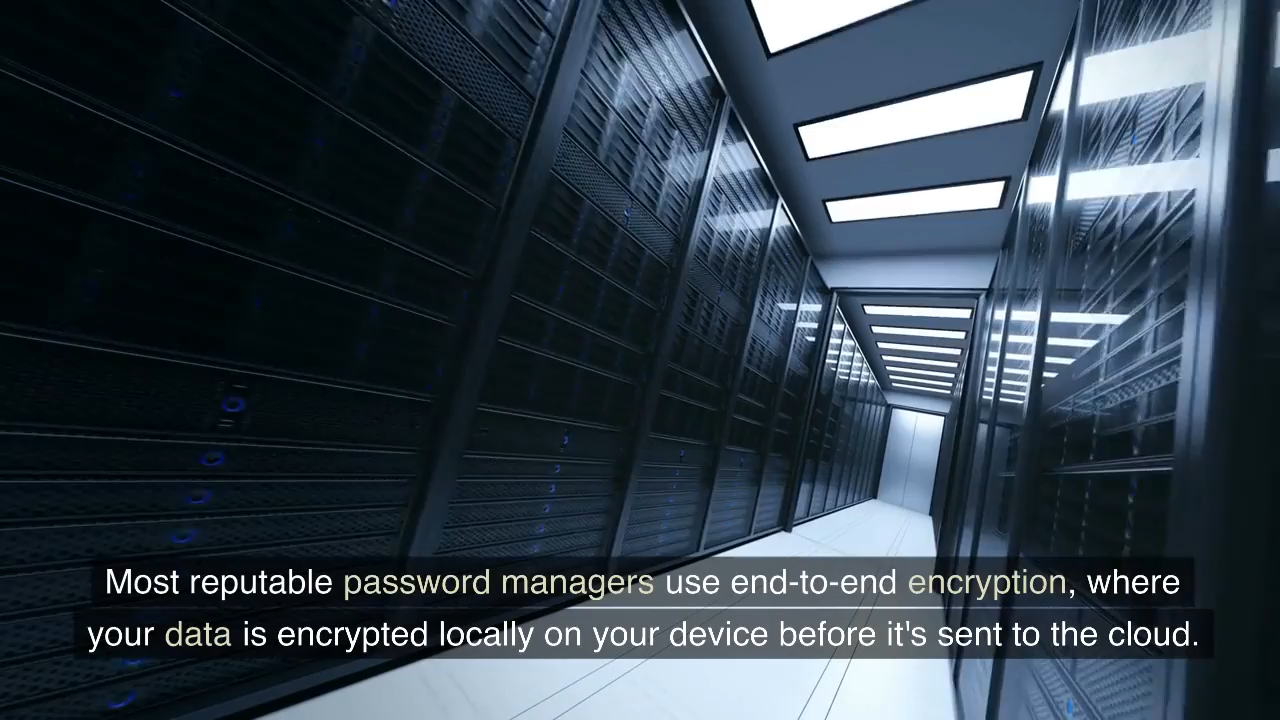 Most reputable password managers use end-to-end encryption, where
your data is encrypted locally on your device before it's sent to the cloud.